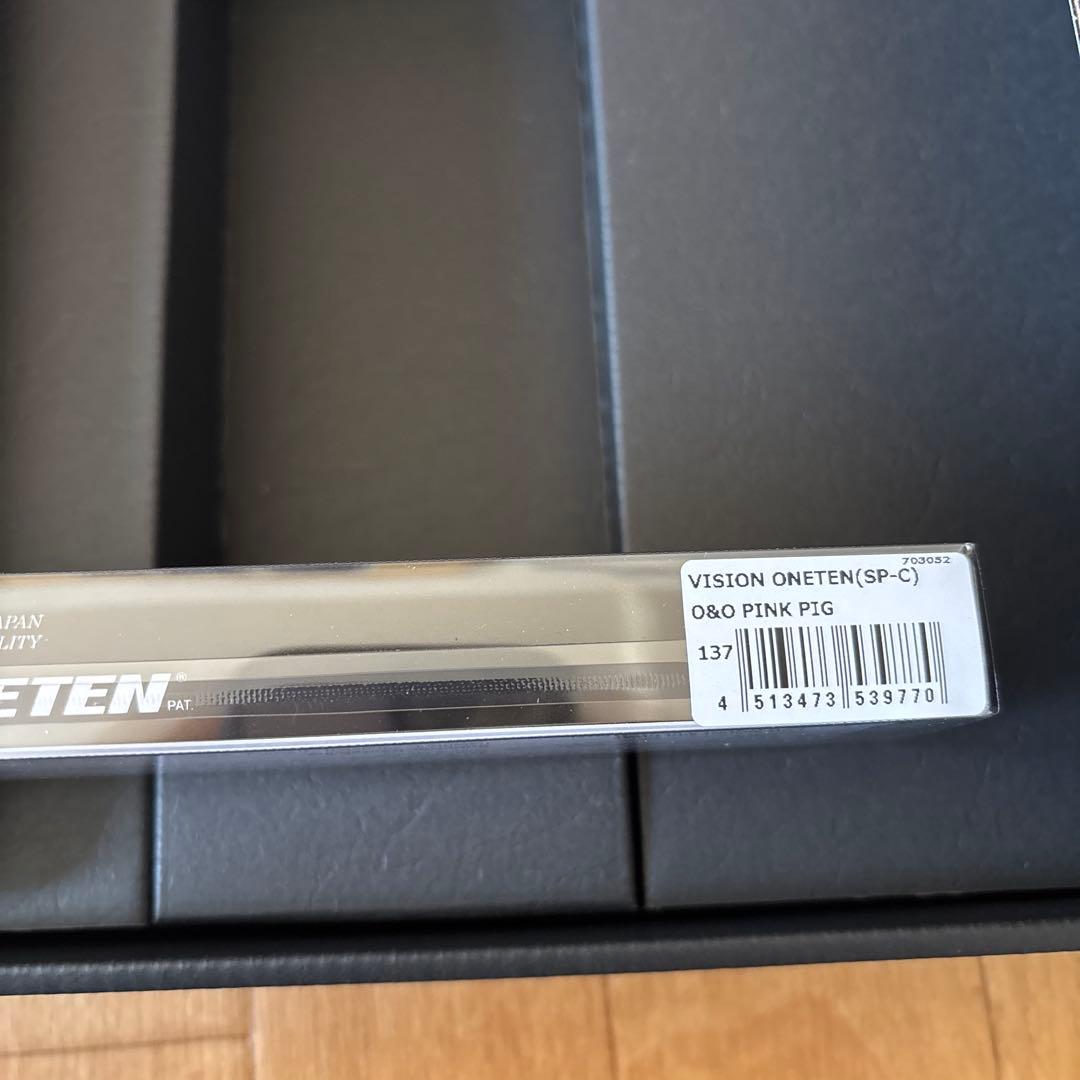 APAN
LITY
ETEN® PAT.
703052
VISION ONETEN(SP-C)
O&O PINK PIG
137
4 513473 539770